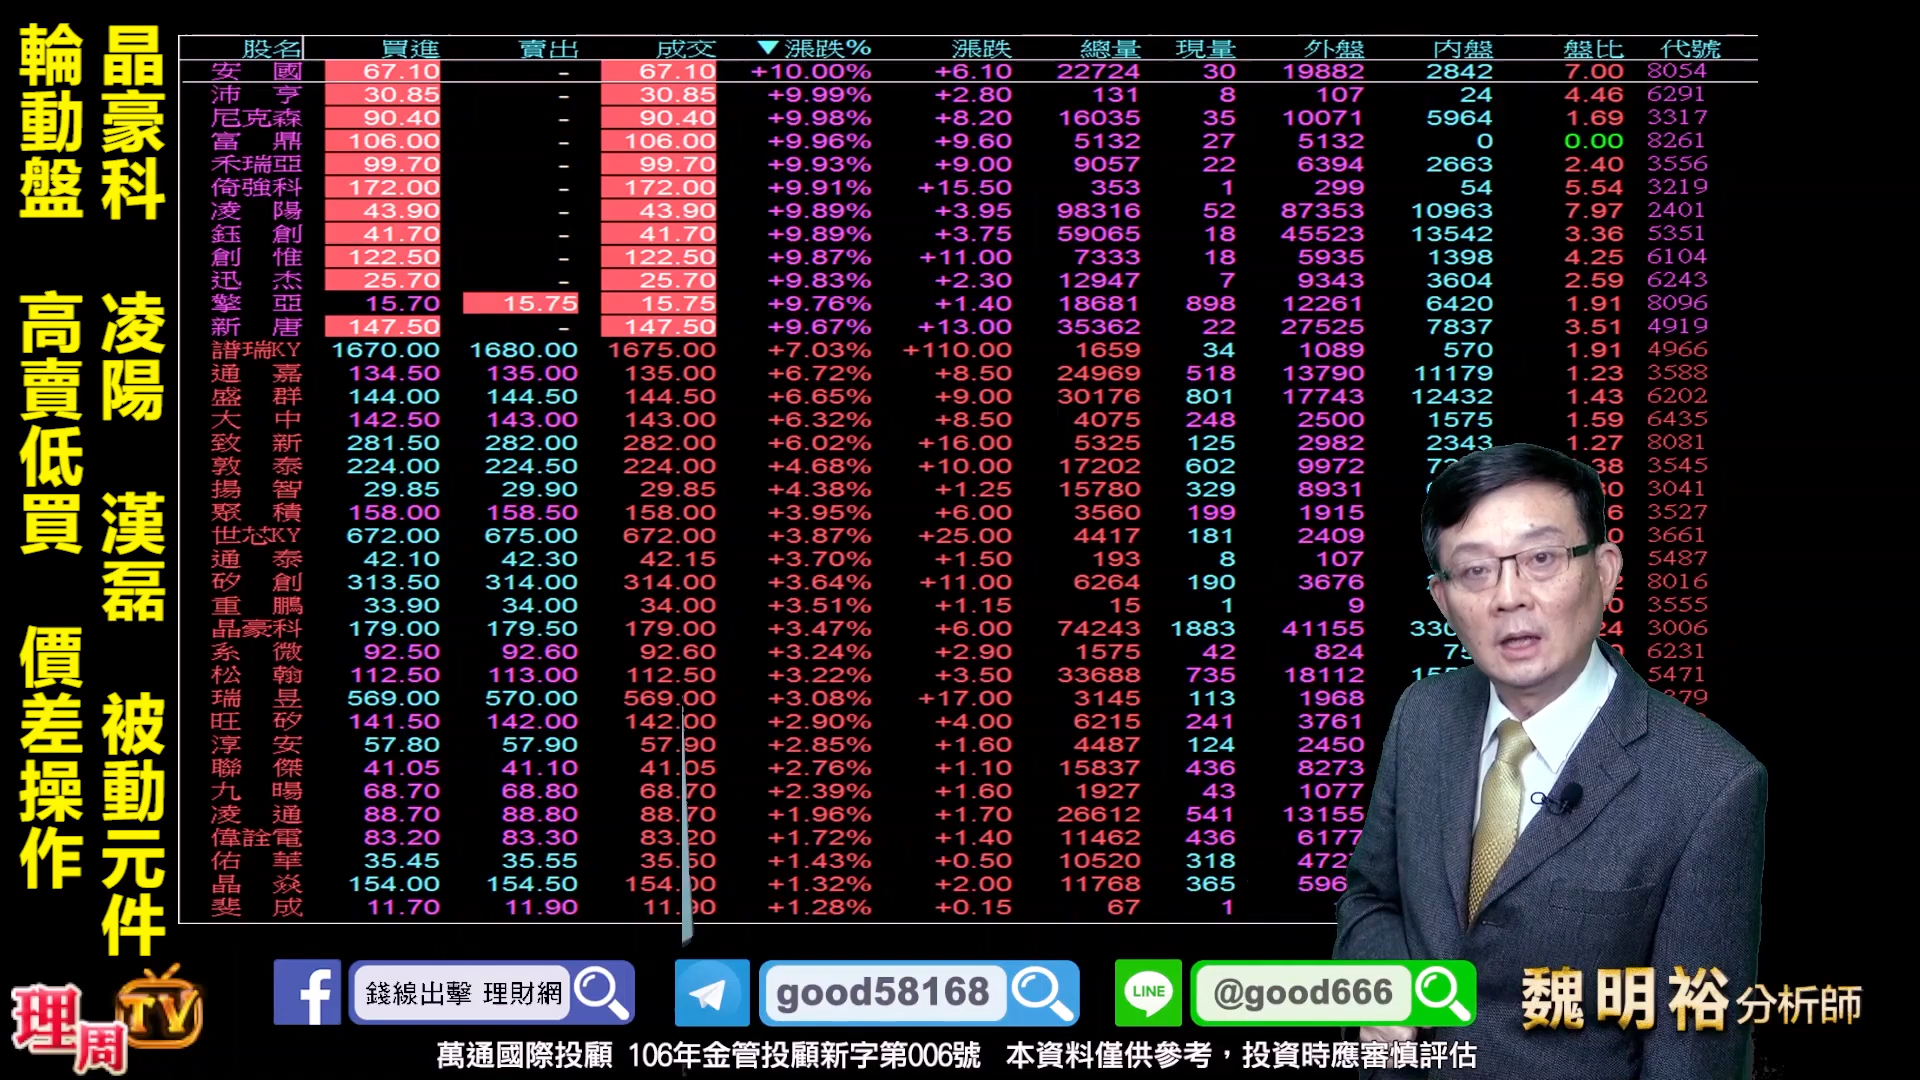 晶豪科 凌陽 漢磊 被動元件
輪動盤 高賣低買 價差操作
股名 買進 賣出 成交 ▼漲跌% 漲跌 總量 現量 外盤 內盤 盤比 代號
安國 67.10 - 67.10 +10.00% +6.10 22724 30 19882 2842 7.00 8054
沛亨 30.85 - 30.85 +9.99% +2.80 131 8 107 24 4.46 6291
尼克森 90.40 - 90.40 +9.98% +8.20 16035 35 10071 5964 1.69 3317
富鼎 106.00 - 106.00 +9.96% +9.60 5132 27 5132 0 0.00 8261
禾瑞亞 99.70 - 99.70 +9.93% +9.00 9057 22 6394 2663 2.40 3556
倚強科 172.00 - 172.00 +9.91% +15.50 353 1 299 54 5.54 3219
凌陽 43.90 - 43.90 +9.89% +3.95 98316 52 87353 10963 7.97 2401
鈺創 41.70 - 41.70 +9.89% +3.75 59065 18 45523 13542 3.36 5351
創惟 122.50 - 122.50 +9.87% +11.00 7333 18 5935 1398 4.25 6104
迅杰 25.70 - 25.70 +9.83% +2.30 12947 7 9343 3604 2.59 6243
擎亞 15.70 15.75 15.75 +9.76% +1.40 18681 898 12261 6420 1.91 8096
新唐 147.50 - 147.50 +9.67% +13.00 35362 22 27525 7837 3.51 4919
譜瑞KY 1670.00 1680.00 1675.00 +7.03% +110.00 1659 34 1089 570 1.91 4966
通嘉 134.50 135.00 135.00 +6.72% +8.50 24969 518 13790 11179 1.23 3588
盛群 144.00 144.50 144.50 +6.65% +9.00 30176 801 17743 12432 1.43 6202
大中 142.50 143.00 143.00 +6.32% +8.50 4075 248 2500 1575 1.59 6435
致新 281.50 282.00 282.00 +6.02% +16.00 5325 125 2982 2343 1.27 8081
敦泰 224.00 224.50 224.00 +4.68% +10.00 17202 602 9972 3545
揚智 29.85 29.90 29.85 +4.38% +1.25 15780 329 8931 3041
聚積 158.00 158.50 158.00 +3.95% +6.00 3560 199 1915 3527
世芯KY 672.00 675.00 672.00 +3.87% +25.00 4417 181 2409 3661
通泰 42.10 42.30 42.15 +3.70% +1.50 193 8 107 5487
矽創 313.50 314.00 314.00 +3.64% +11.00 6264 190 3676 8016
重鵬 33.90 34.00 34.00 +3.51% +1.15 15 1 9 3555
晶豪科 179.00 179.50 179.00 +3.47% +6.00 74243 1883 41155 3006
系微 92.50 92.60 92.60 +3.24% +2.90 1575 42 824 6231
松翰 112.50 113.00 112.50 +3.22% +3.50 33688 735 18112 5471
瑞昱 569.00 570.00 569.00 +3.08% +17.00 3145 113 1968
旺矽 141.50 142.00 142.00 +2.90% +4.00 6215 241 3761
淳安 57.80 57.90 57.90 +2.85% +1.60 4487 124 2450
聯傑 41.05 41.10 41.05 +2.76% +1.10 15837 436 8273
九暘 68.70 68.80 68.70 +2.39% +1.60 1927 43 1077
凌通 88.70 88.80 88.70 +1.96% +1.70 26612 541 13155
偉詮電 83.20 83.30 83.20 +1.72% +1.40 11462 436 6177
佑華 35.45 35.55 35.50 +1.43% +0.50 10520 318
晶焱 154.00 154.50 154.00 +1.32% +2.00 11768 365
斐成 11.70 11.90 11.90 +1.28% +0.15 67 1
理周TV
f 錢線出擊 理財網
good58168
LINE @good666
魏明裕分析師
萬通國際投顧 106年金管投顧新字第006號 本資料僅供參考,投資時應審慎評估